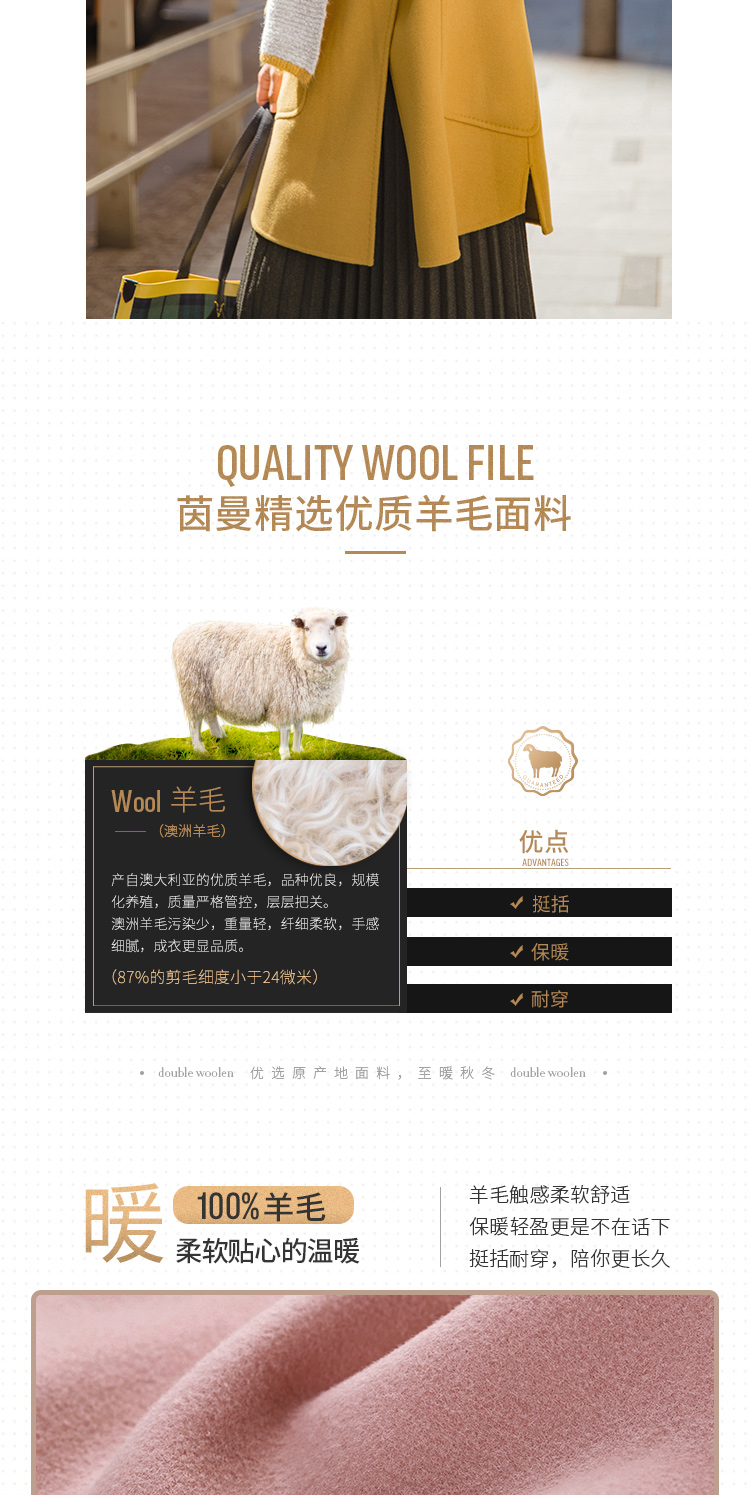 QUALITY WOOL FILE
茵曼精选优质羊毛面料
Wool 羊毛
（澳洲羊毛）
产自澳大利亚的优质羊毛，品种优良，规模
化养殖，质量严格管控，层层把关。
澳洲羊毛污染少，重量轻，纤细柔软，手感
细腻，成衣更显品质。
（87%的剪毛细度小于24微米）
GUARANTEED
优点
ADVANTAGES
挺括
保暖
耐穿
• double woolen 优选原产地面料，至暖秋冬 double woolen •
暖
100%羊毛
柔软贴心的温暖
羊毛触感柔软舒适
保暖轻盈更是不在话下
挺括耐穿，陪你更长久